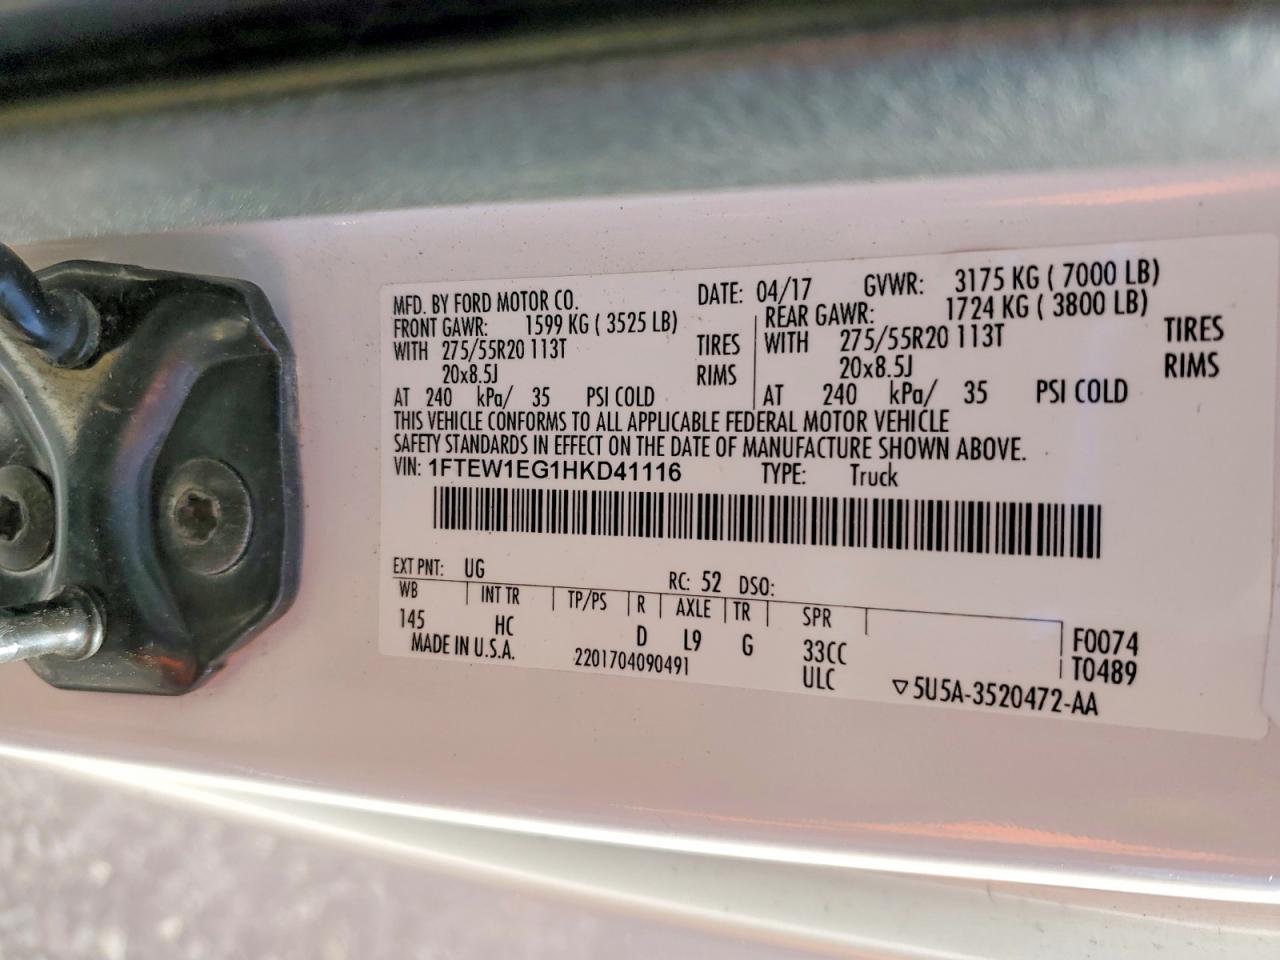 MFD. BY FORD MOTOR CO. DATE: 04/17 GVWR: 3175 KG ( 7000 LB)
FRONT GAWR: 1599 KG ( 3525 LB) REAR GAWR: 1724 KG ( 3800 LB)
WITH 275/55R20 113T TIRES WITH 275/55R20 113T TIRES
20x8.5J RIMS 20x8.5J RIMS
AT 240 kPa/ 35 PSI COLD AT 240 kPa/ 35 PSI COLD
THIS VEHICLE CONFORMS TO ALL APPLICABLE FEDERAL MOTOR VEHICLE
SAFETY STANDARDS IN EFFECT ON THE DATE OF MANUFACTURE SHOWN ABOVE.
VIN: 1FTEW1EG1HKD41116 TYPE: Truck
EXT PNT: UG RC: 52 DSO:
WB INT TR TP/PS R AXLE TR SPR
145 HC D L9 G 33CC F0074
MADE IN U.S.A. 2201704090491 ULC T0489
▽5U5A-3520472-AA